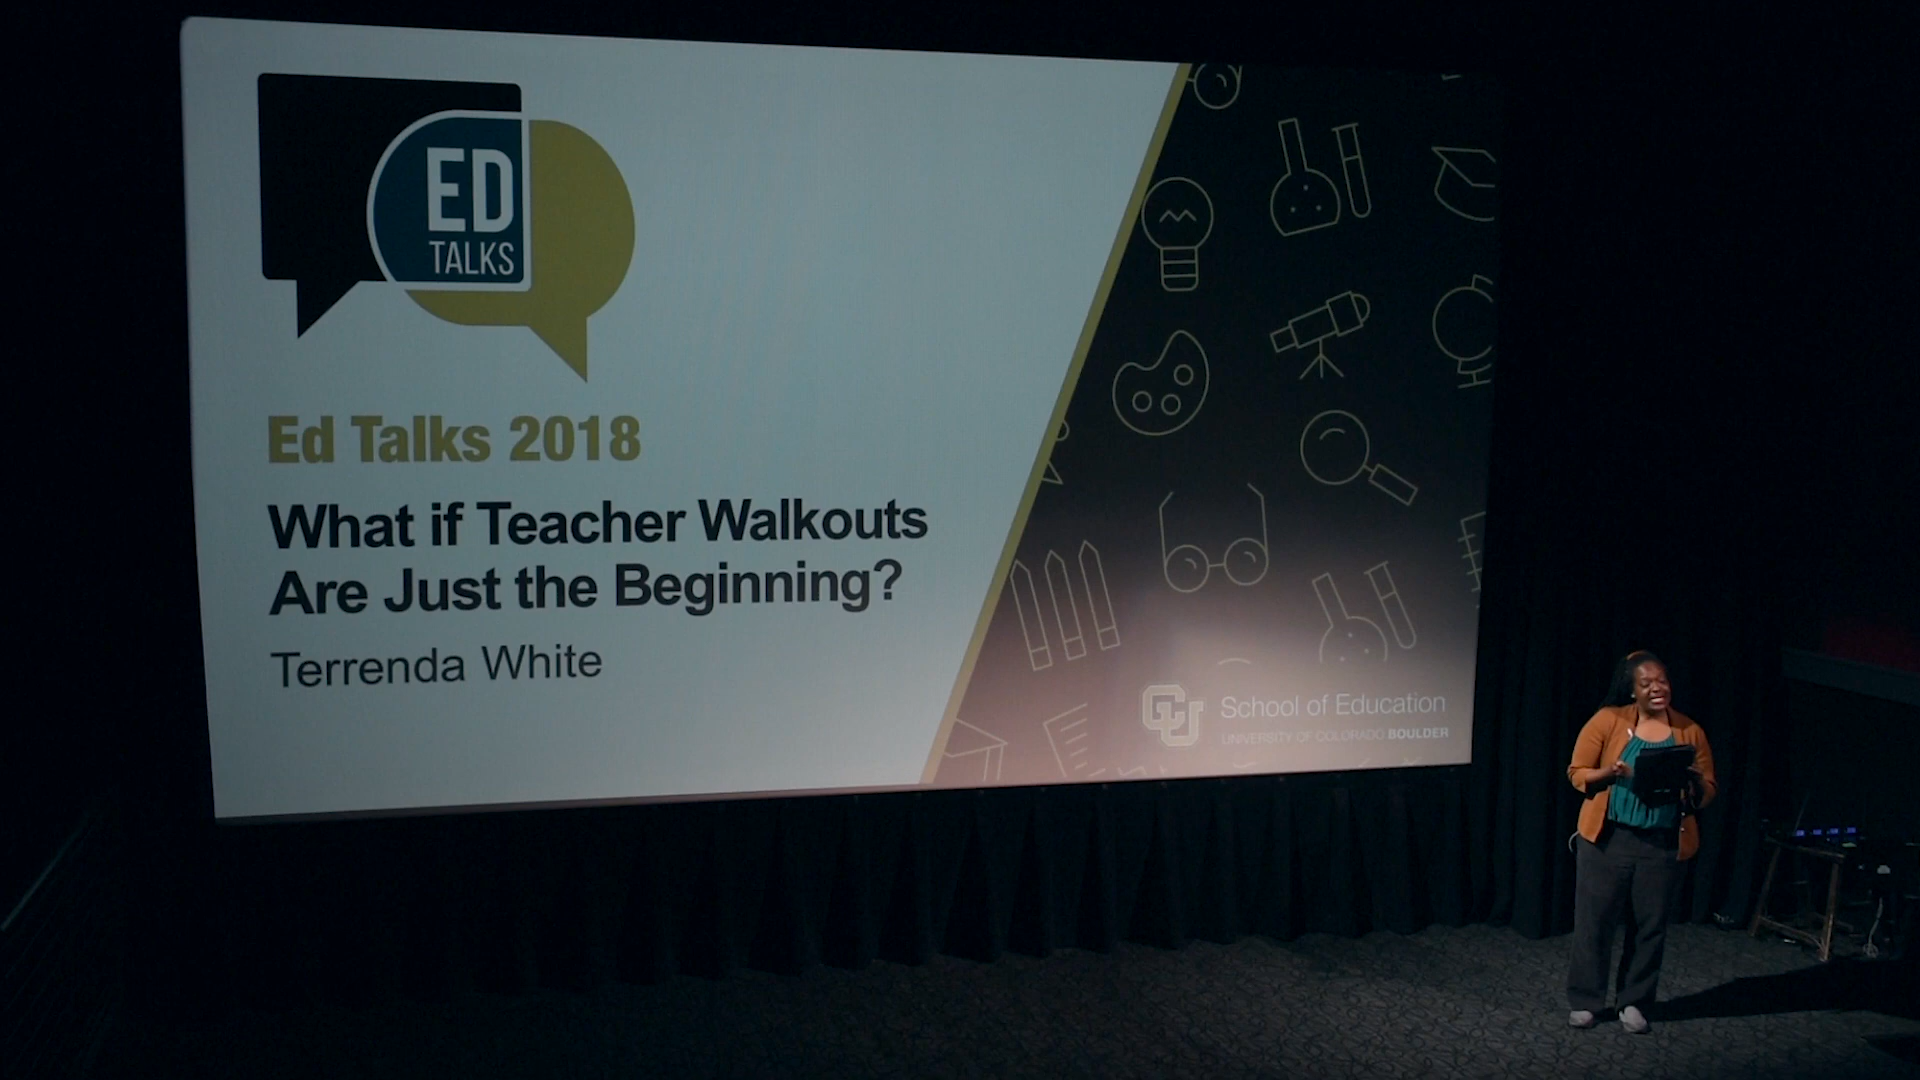 ED
TALKS
Ed Talks 2018
What if Teacher Walkouts
Are Just the Beginning?
Terrenda White
CU
School of Education
UNIVERSITY OF COLORADO BOULDER